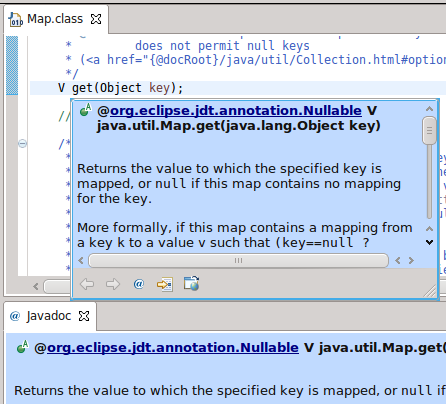 Map.class
* does not permit null keys
* (<a href="{@docRoot}/java/util/Collection.html#option
*/
V get(Object key);
//
@org.eclipse.jdt.annotation.Nullable V
java.util.Map.get(java.lang.Object key)
/*
Returns the value to which the specified key is
mapped, or null if this map contains no mapping
for the key.
More formally, if this map contains a mapping from
a key k to a value v such that (key==null ?
@ Javadoc
@org.eclipse.jdt.annotation.Nullable V java.util.Map.get(
Returns the value to which the specified key is mapped, or null if